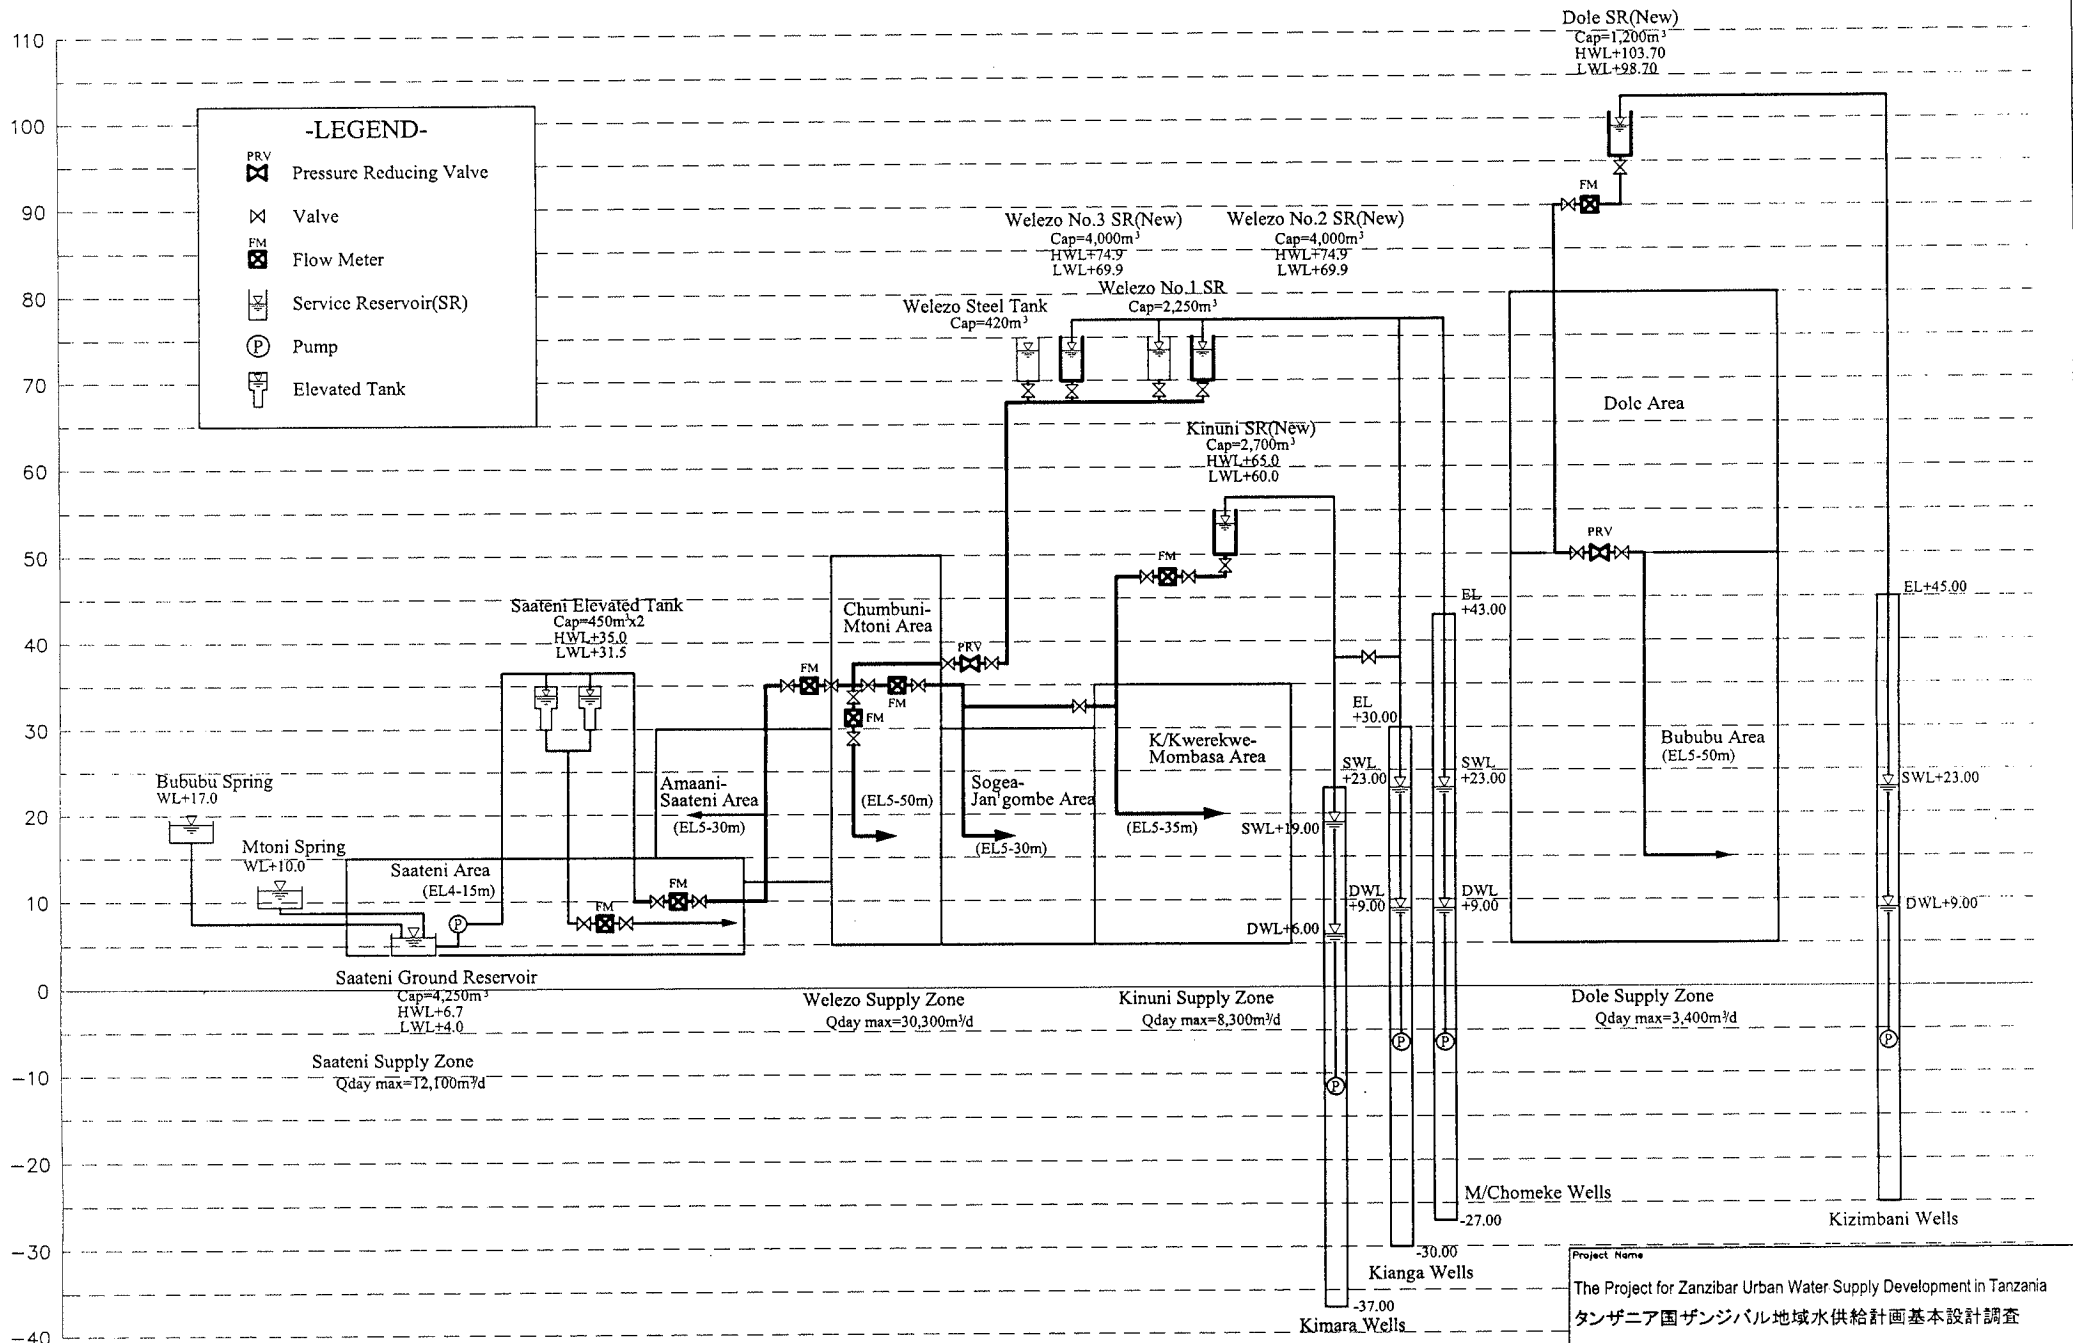 110
100
90
80
70
60
50
40
30
20
10
0
−10
−20
−30
−40
-LEGEND-
PRV
Pressure Reducing Valve
Valve
FM
Flow Meter
Service Reservoir(SR)
P
Pump
Elevated Tank
Dole SR(New)
Cap=1,200m³
HWL+103.70
LWL+98.70
FM
Welezo No.3 SR(New)
Cap=4,000m³
HWL+74.9
LWL+69.9
Welezo No.2 SR(New)
Cap=4,000m³
HWL+74.9
LWL+69.9
Welezo Steel Tank
Cap=420m³
Welezo No.1 SR
Cap=2,250m³
Dole Area
Kinuni SR(New)
Cap=2,700m³
HWL+65.0
LWL+60.0
FM
PRV
Saateni Elevated Tank
Cap=450m³x2
HWL+35.0
LWL+31.5
Chumbuni-
Mtoni Area
PRV
FM
FM
FM
EL
+43.00
EL+45.00
EL
+30.00
K/Kwerekwe-
Mombasa Area
Bububu Area
(EL5-50m)
SWL
+23.00
SWL
+23.00
SWL+23.00
Bububu Spring
WL+17.0
Amaani-
Saateni Area
(EL5-30m)
(EL5-50m)
Sogea-
Jan'gombe Area
(EL5-30m)
(EL5-35m)
SWL+19.00
Mtoni Spring
WL+10.0
Saateni Area
(EL4-15m)
P
FM
FM
DWL
+9.00
DWL
+9.00
DWL+9.00
DWL+6.00
Saateni Ground Reservoir
Cap=4,250m³
HWL+6.7
LWL+4.0
Welezo Supply Zone
Qday max=30,300m³/d
Kinuni Supply Zone
Qday max=8,300m³/d
Dole Supply Zone
Qday max=3,400m³/d
Saateni Supply Zone
Qday max=12,100m³/d
P
P
P
P
M/Chomeke Wells
-27.00
Kizimbani Wells
-30.00
Kianga Wells
-37.00
Kimara Wells
Project Name
The Project for Zanzibar Urban Water Supply Development in Tanzania
タンザニア国ザンジバル地域水供給計画基本設計調査